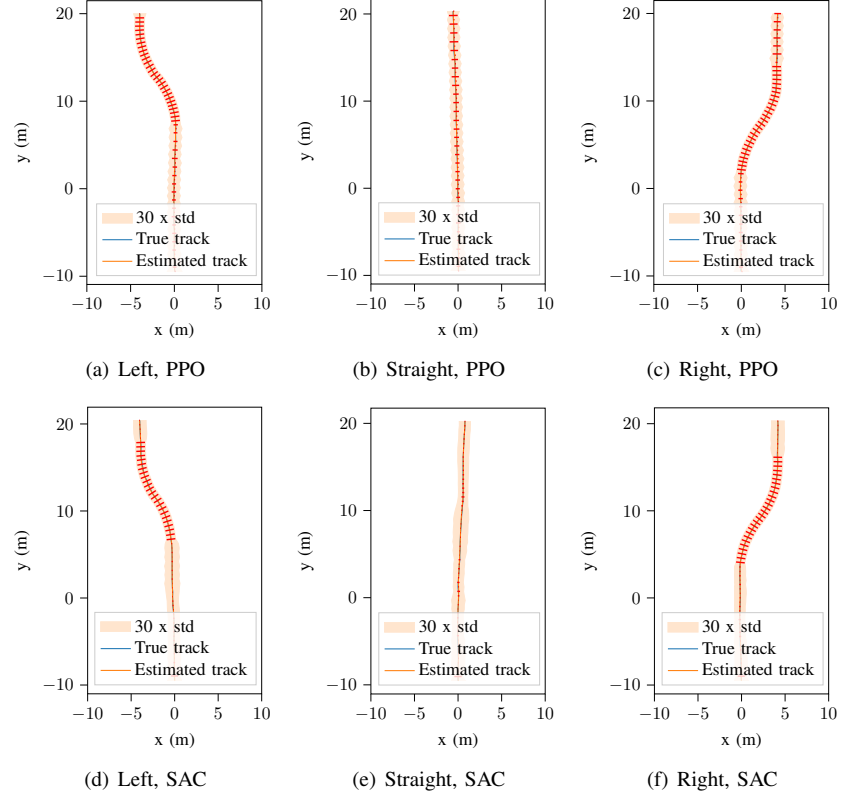 20
10
0
−10
y (m)
30 x std
True track
Estimated track
−10 −5 0 5 10
x (m)
(a) Left, PPO
20
10
0
−10
y (m)
30 x std
True track
Estimated track
−10 −5 0 5 10
x (m)
(b) Straight, PPO
20
10
0
−10
y (m)
30 x std
True track
Estimated track
−10 −5 0 5 10
x (m)
(c) Right, PPO
20
10
0
−10
y (m)
30 x std
True track
Estimated track
−10 −5 0 5 10
x (m)
(d) Left, SAC
20
10
0
−10
y (m)
30 x std
True track
Estimated track
−10 −5 0 5 10
x (m)
(e) Straight, SAC
20
10
0
−10
y (m)
30 x std
True track
Estimated track
−10 −5 0 5 10
x (m)
(f) Right, SAC